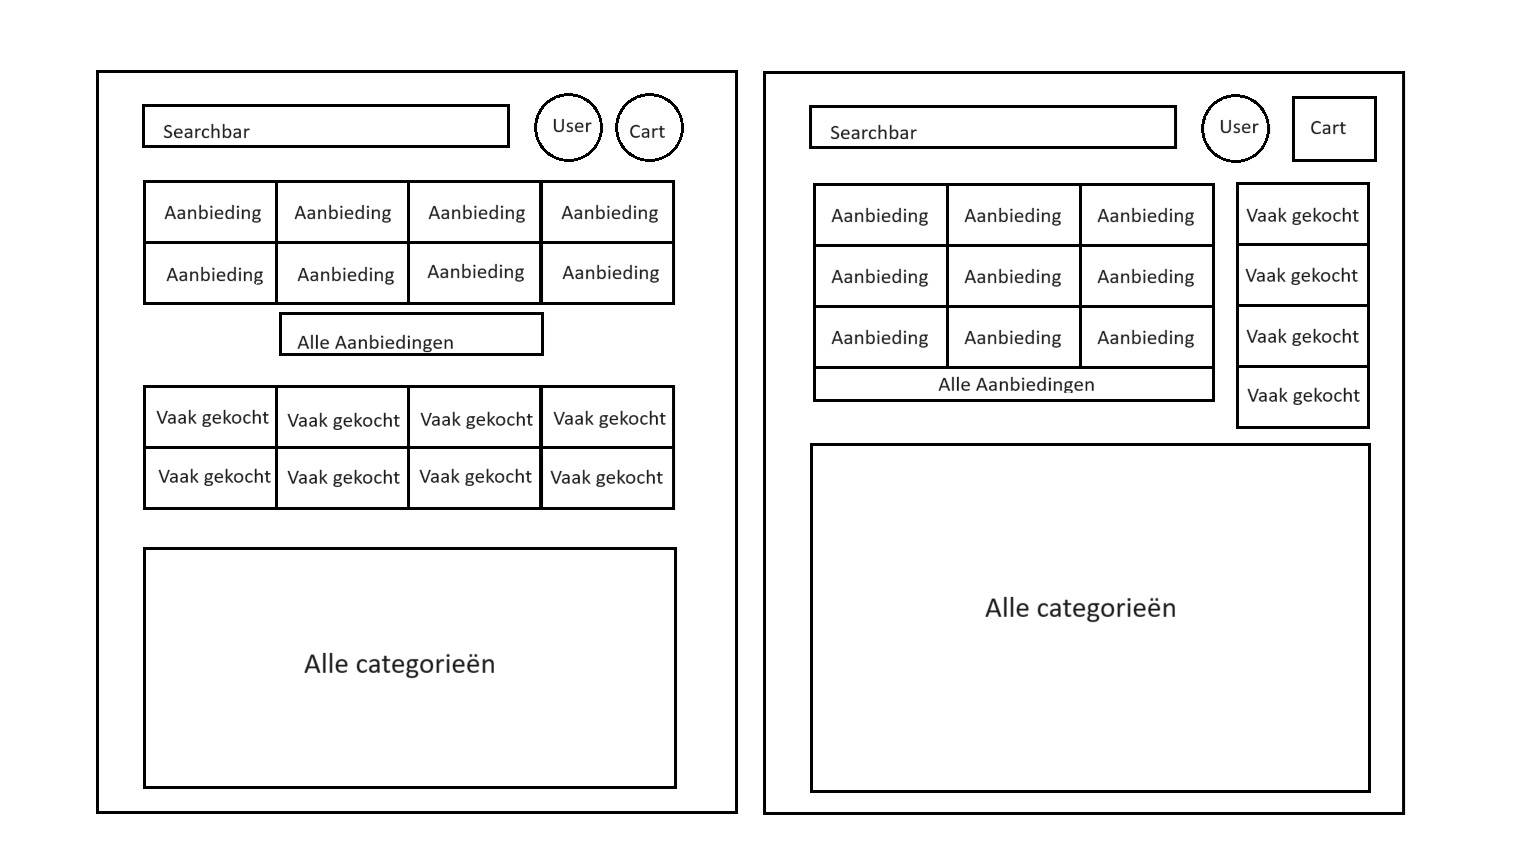 Searchbar
User
Cart
Aanbieding Aanbieding Aanbieding Aanbieding
Aanbieding Aanbieding Aanbieding Aanbieding
Alle Aanbiedingen
Vaak gekocht Vaak gekocht Vaak gekocht Vaak gekocht
Vaak gekocht Vaak gekocht Vaak gekocht Vaak gekocht
Alle categorieën
Searchbar
User
Cart
Aanbieding Aanbieding Aanbieding
Aanbieding Aanbieding Aanbieding
Aanbieding Aanbieding Aanbieding
Alle Aanbiedingen
Vaak gekocht
Vaak gekocht
Vaak gekocht
Vaak gekocht
Alle categorieën